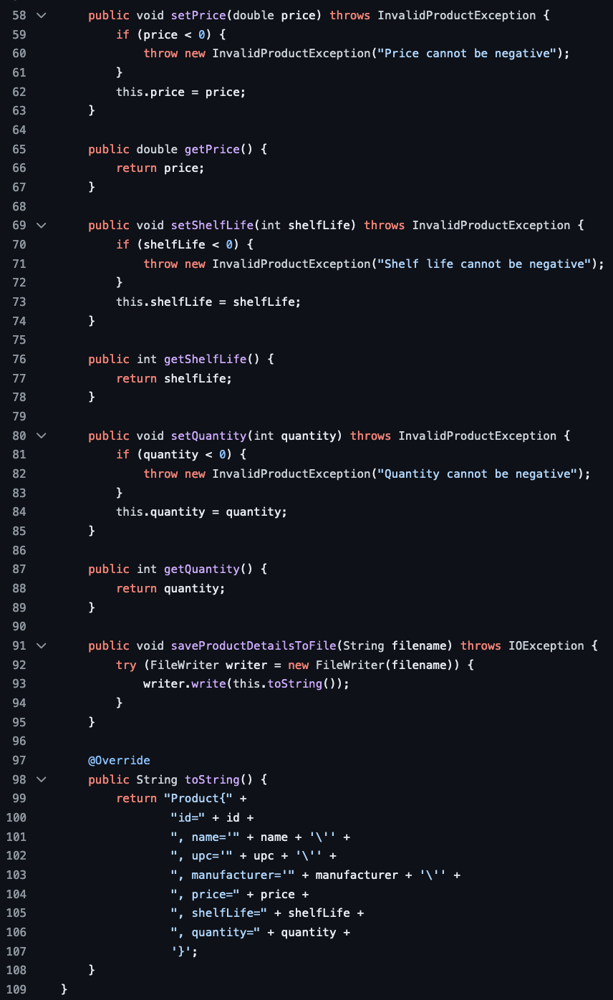 58 public void setPrice(double price) throws InvalidProductException {
59 if (price < 0) {
60 throw new InvalidProductException("Price cannot be negative");
61 }
62 this.price = price;
63 }
64
65 public double getPrice() {
66 return price;
67 }
68
69 public void setShelfLife(int shelfLife) throws InvalidProductException {
70 if (shelfLife < 0) {
71 throw new InvalidProductException("Shelf life cannot be negative");
72 }
73 this.shelfLife = shelfLife;
74 }
75
76 public int getShelfLife() {
77 return shelfLife;
78 }
79
80 public void setQuantity(int quantity) throws InvalidProductException {
81 if (quantity < 0) {
82 throw new InvalidProductException("Quantity cannot be negative");
83 }
84 this.quantity = quantity;
85 }
86
87 public int getQuantity() {
88 return quantity;
89 }
90
91 public void saveProductDetailsToFile(String filename) throws IOException {
92 try (FileWriter writer = new FileWriter(filename)) {
93 writer.write(this.toString());
94 }
95 }
96
97 @Override
98 public String toString() {
99 return "Product{" +
100 "id=" + id +
101 ", name='" + name + '\'' +
102 ", upc='" + upc + '\'' +
103 ", manufacturer='" + manufacturer + '\'' +
104 ", price=" + price +
105 ", shelfLife=" + shelfLife +
106 ", quantity=" + quantity +
107 '}';
108 }
109 }